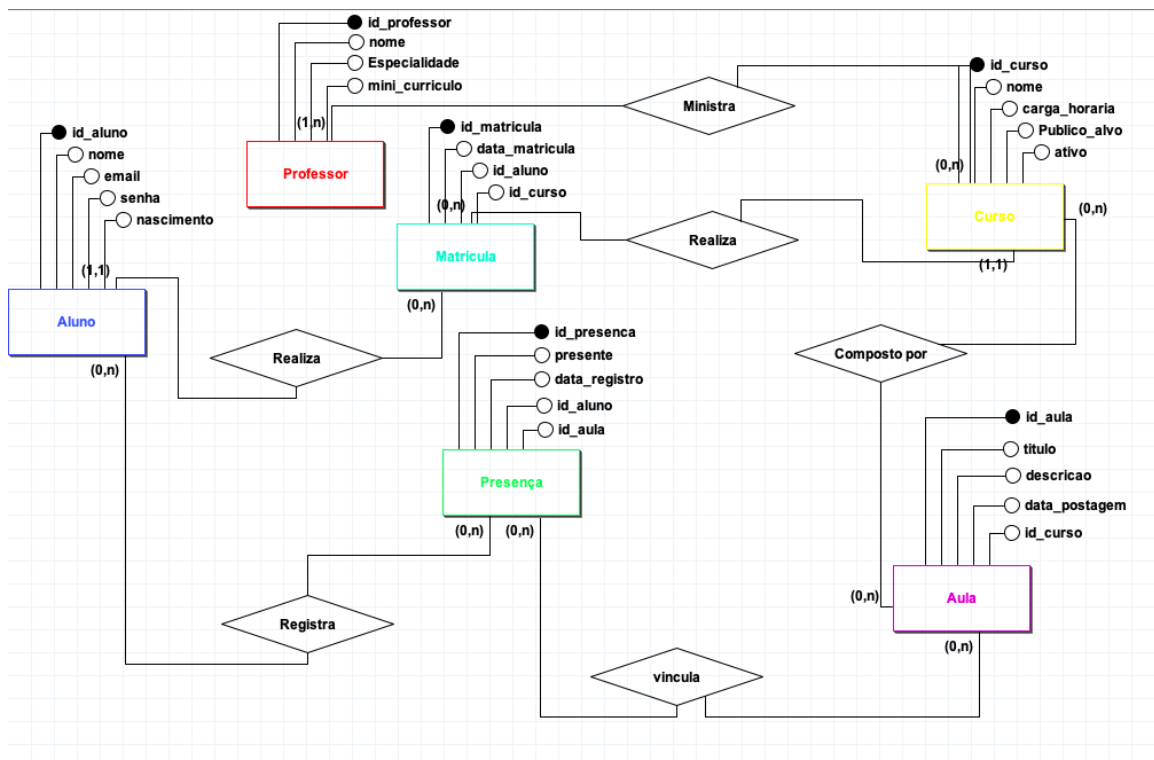 id_professor
nome
Especialidade
mini_curriculo
(1,n)
Professor
Ministra
id_curso
nome
carga_horaria
Publico_alvo
ativo
(0,n)
Curso
(0,n)
(1,1)
id_aluno
nome
email
senha
nascimento
(1,1)
Aluno
(0,n)
id_matricula
data_matricula
id_aluno
id_curso
(0,n)
Matrícula
(0,n)
Realiza
Realiza
Composto por
id_presenca
presente
data_registro
id_aluno
id_aula
Presença
(0,n)
(0,n)
id_aula
titulo
descricao
data_postagem
id_curso
(0,n)
Aula
(0,n)
Registra
vincula